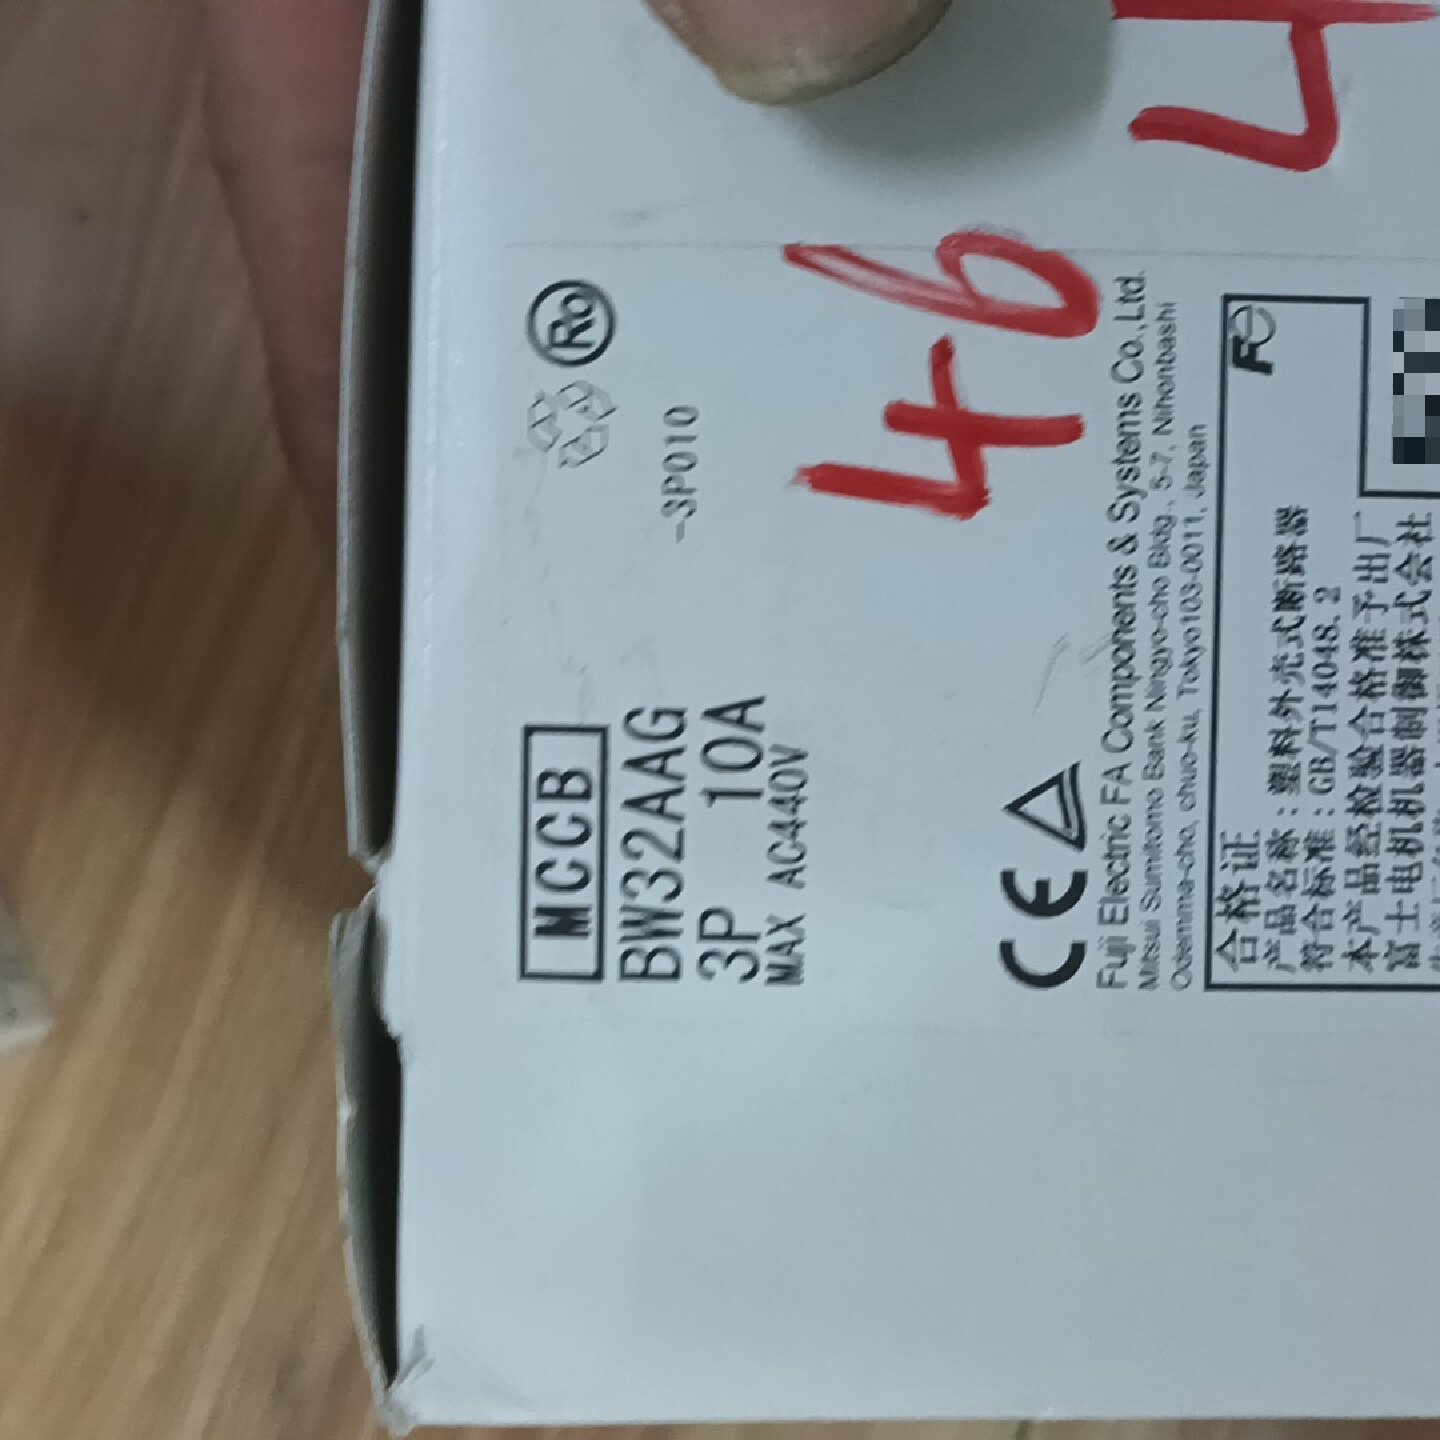 MCCB
BW32AAG
-3P010
3P 10A
MAX AC440V
46
CE
Fuji Electric FA Components & Systems Co.,Ltd.
Mitsui Sumitomo Bank Ningyo-cho Bldg., 5-7, Nihonbashi
Odemma-cho, chuo-ku, Tokyo103-0011, Japan
合格证
Fe
产品名称：塑料外壳式断路器
符合标准：GB/T14048.2
本产品经检验合格准予出厂
富士电机机器制御株式会社